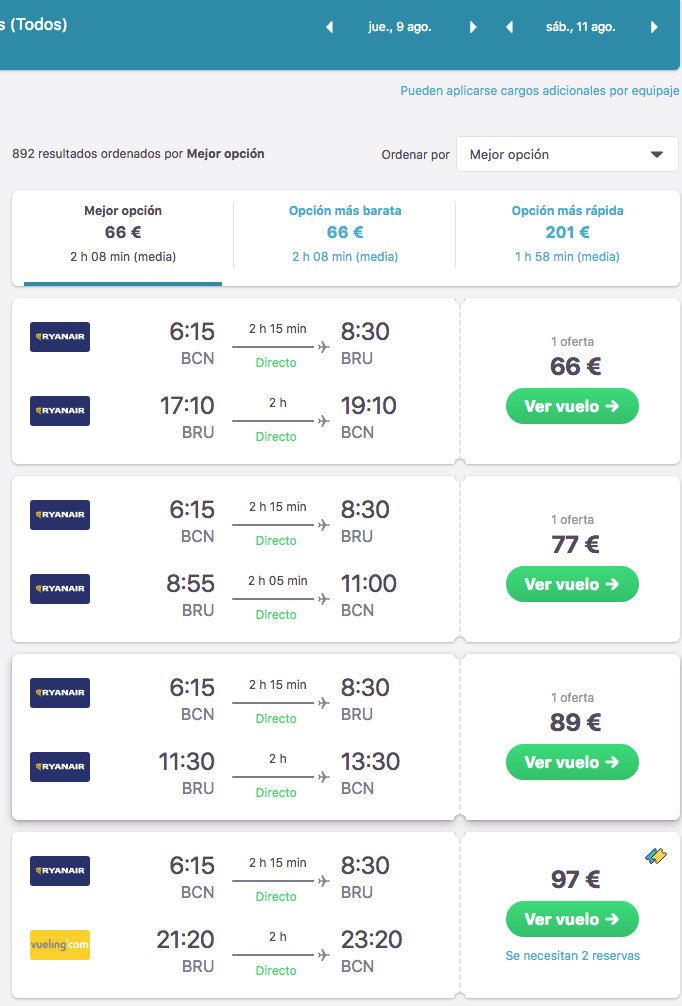 s (Todos)
jue., 9 ago.
sáb., 11 ago.
Pueden aplicarse cargos adicionales por equipaje
892 resultados ordenados por Mejor opción
Ordenar por
Mejor opción
Mejor opción
66 €
2 h 08 min (media)
Opción más barata
66 €
2 h 08 min (media)
Opción más rápida
201 €
1 h 58 min (media)
RYANAIR
6:15
BCN
2 h 15 min
Directo
8:30
BRU
RYANAIR
17:10
BRU
2 h
Directo
19:10
BCN
1 oferta
66 €
Ver vuelo
RYANAIR
6:15
BCN
2 h 15 min
Directo
8:30
BRU
RYANAIR
8:55
BRU
2 h 05 min
Directo
11:00
BCN
1 oferta
77 €
Ver vuelo
RYANAIR
6:15
BCN
2 h 15 min
Directo
8:30
BRU
RYANAIR
11:30
BRU
2 h
Directo
13:30
BCN
1 oferta
89 €
Ver vuelo
RYANAIR
6:15
BCN
2 h 15 min
Directo
8:30
BRU
vueling.com
21:20
BRU
2 h
Directo
23:20
BCN
97 €
Ver vuelo
Se necesitan 2 reservas